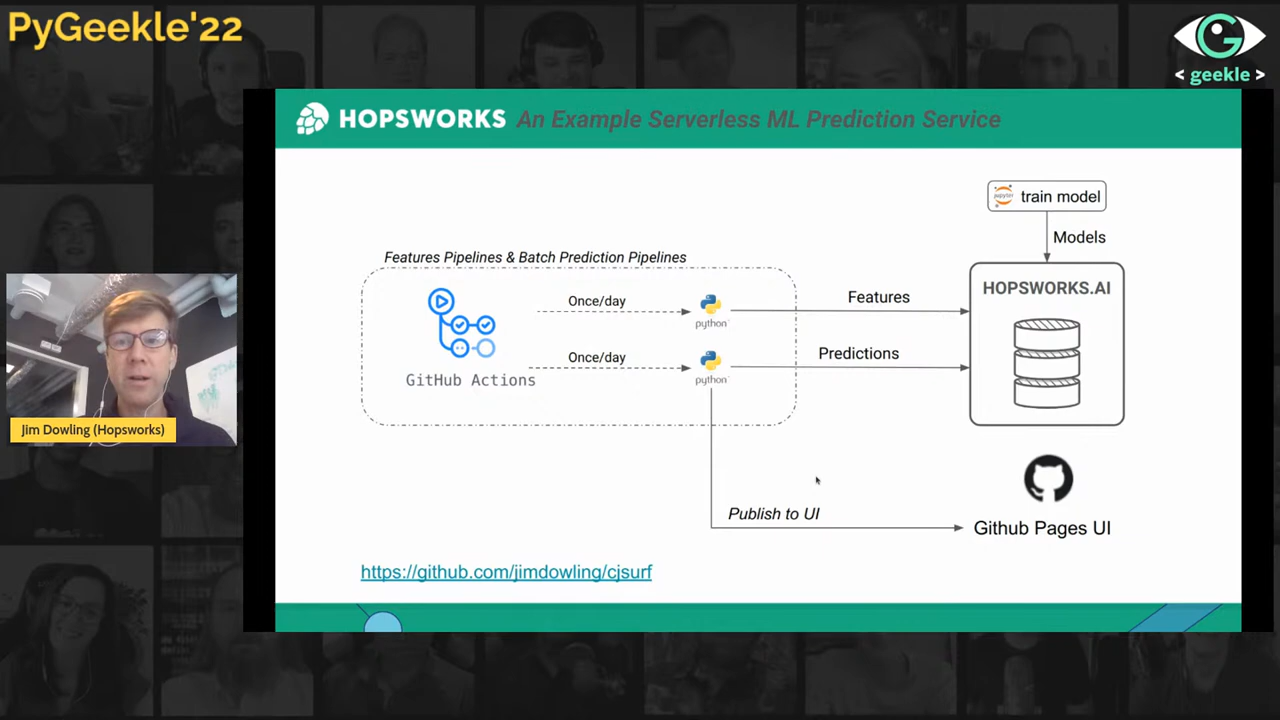 PyGeekle'22
< geekle >
HOPSWORKS An Example Serverless ML Prediction Service
jupyter train model
Models
Features Pipelines & Batch Prediction Pipelines
HOPSWORKS.AI
Once/day
python
Features
Once/day
python
Predictions
GitHub Actions
Jim Dowling (Hopsworks)
Publish to UI
Github Pages UI
https://github.com/jimdowling/cjsurf